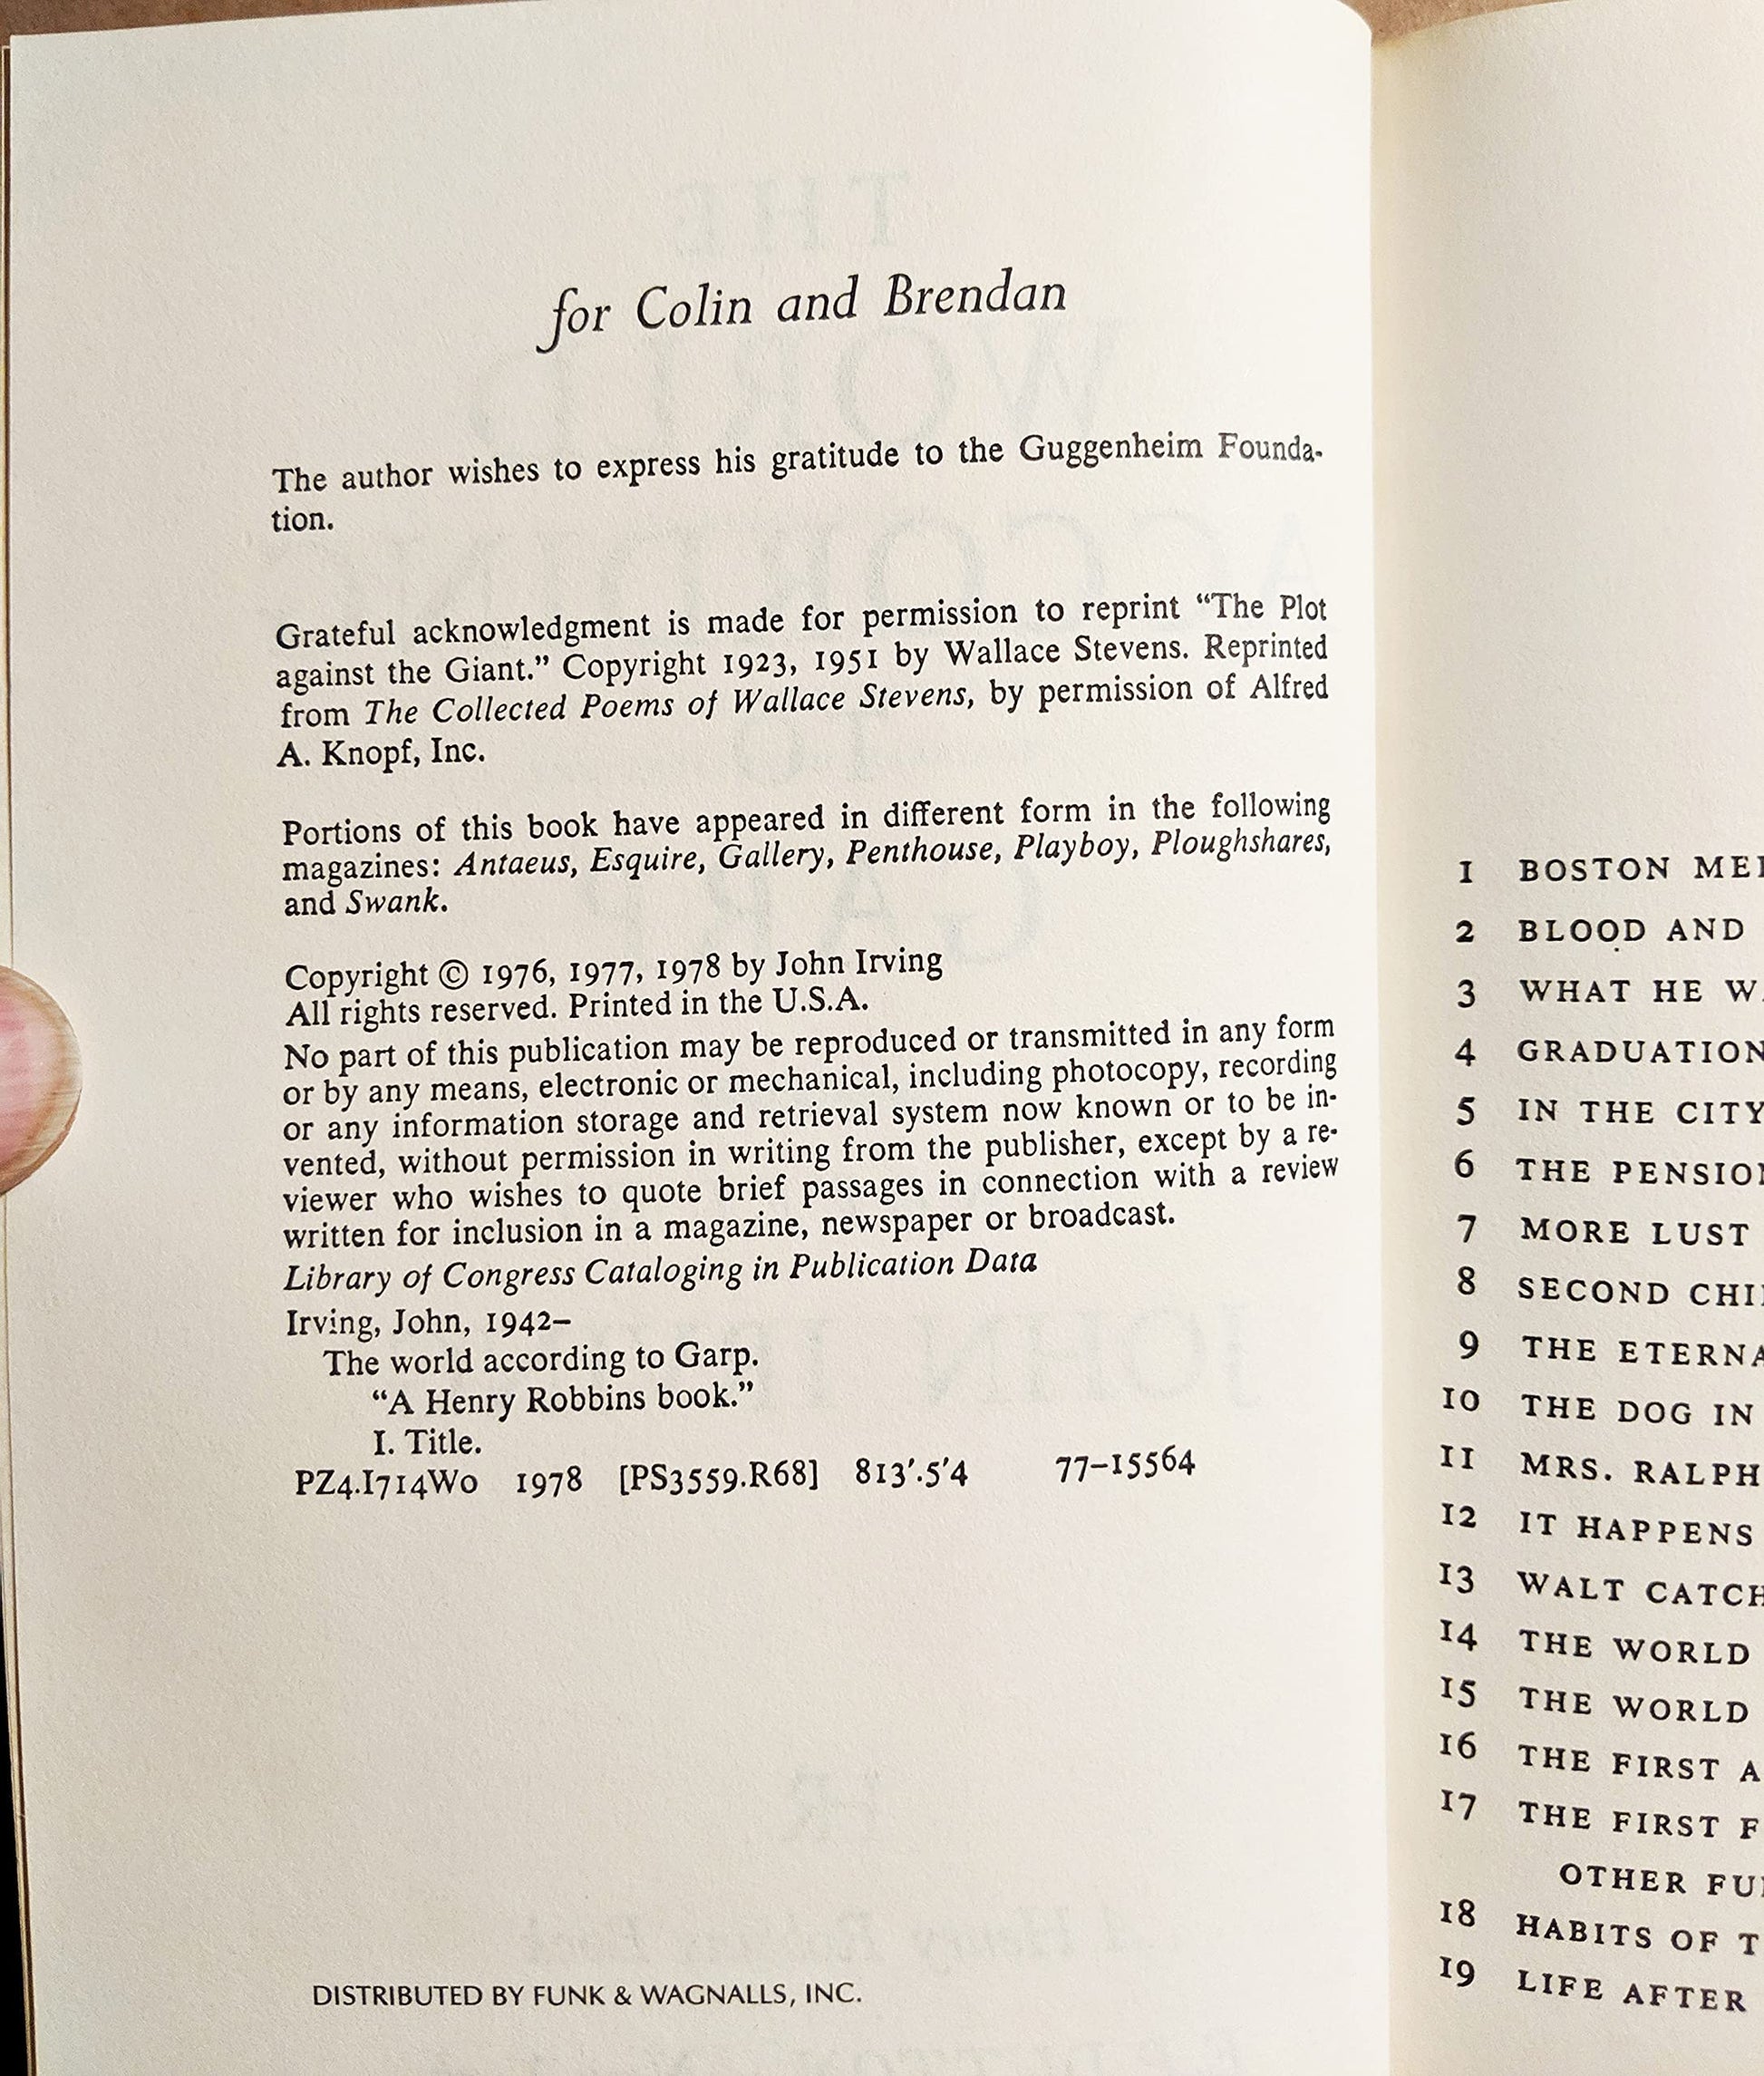 for Colin and Brendan
The author wishes to express his gratitude to the Guggenheim Founda-
tion.
Grateful acknowledgment is made for permission to reprint “The Plot
against the Giant.” Copyright 1923, 1951 by Wallace Stevens. Reprinted
from The Collected Poems of Wallace Stevens, by permission of Alfred
A. Knopf, Inc.
Portions of this book have appeared in different form in the following
magazines: Antaeus, Esquire, Gallery, Penthouse, Playboy, Ploughshares,
and Swank.
Copyright © 1976, 1977, 1978 by John Irving
All rights reserved. Printed in the U.S.A.
No part of this publication may be reproduced or transmitted in any form
or by any means, electronic or mechanical, including photocopy, recording
or any information storage and retrieval system now known or to be in-
vented, without permission in writing from the publisher, except by a re-
viewer who wishes to quote brief passages in connection with a review
written for inclusion in a magazine, newspaper or broadcast.
Library of Congress Cataloging in Publication Data
Irving, John, 1942–
The world according to Garp.
“A Henry Robbins book.”
I. Title.
PZ4.I714Wo 1978 [PS3559.R68] 813′.5′4 77–15564
DISTRIBUTED BY FUNK & WAGNALLS, INC.
1 BOSTON
2 BLOOD AND
3 WHAT HE
4 GRADUATION
5 IN THE CITY
6 THE
7 MORE LUST
8 SECOND
9 THE
10 THE DOG IN
11 MRS. RALPH
12 IT HAPPENS
13 WALT
14 THE WORLD
15 THE WORLD
16 THE FIRST
17 THE FIRST
OTHER
18 HABITS OF
19 LIFE AFTER